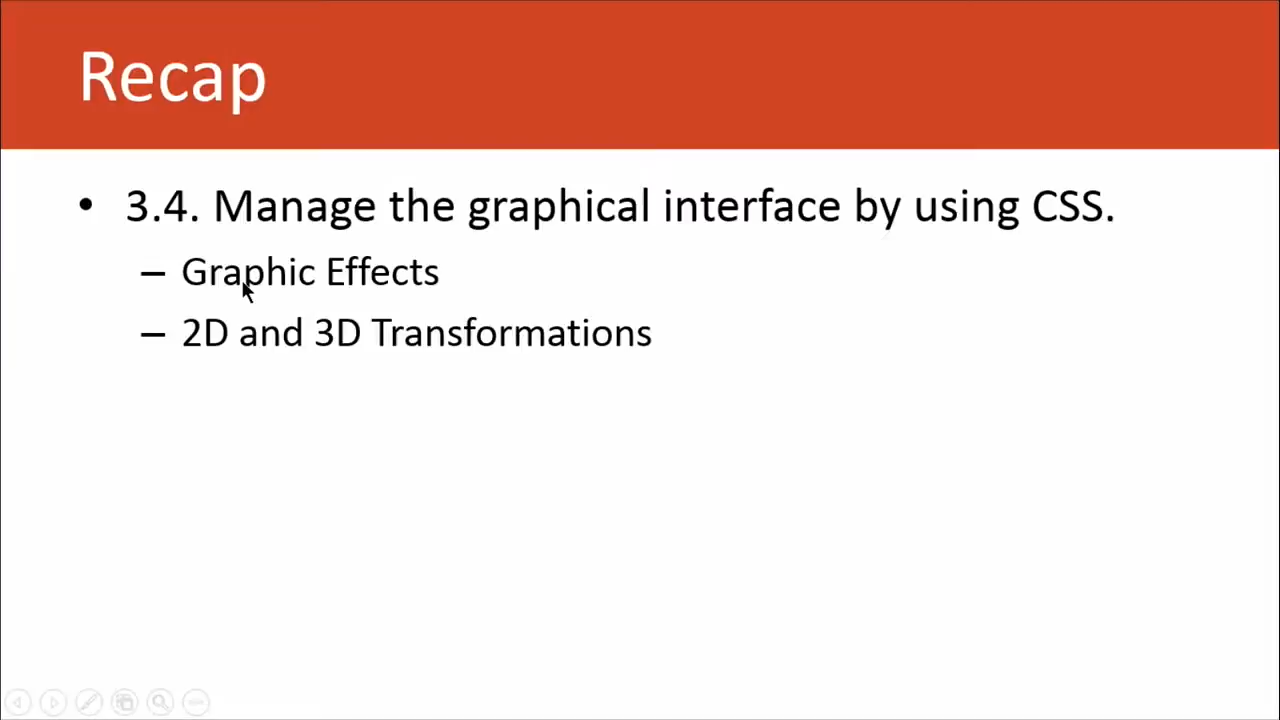 Recap
• 3.4. Manage the graphical interface by using CSS.
– Graphic Effects
– 2D and 3D Transformations